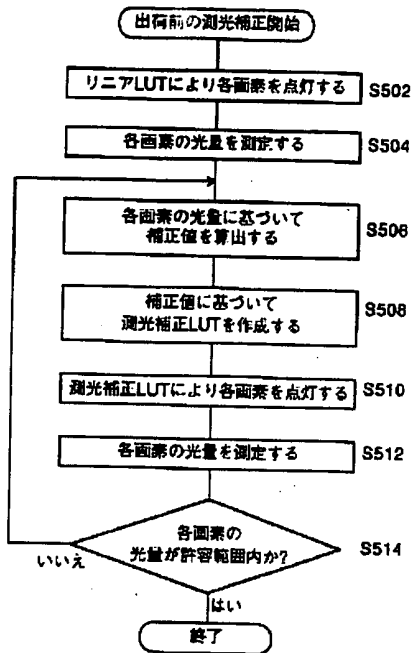 出荷前の測光補正開始
リニアLUTにより各画素を点灯する
S502
各画素の光量を測定する
S504
各画素の光量に基づいて
補正値を算出する
S506
補正値に基づいて
測光補正LUTを作成する
S508
測光補正LUTにより各画素を点灯する
S510
各画素の光量を測定する
S512
各画素の
光量が許容範囲内か?
S514
いいえ
はい
終了